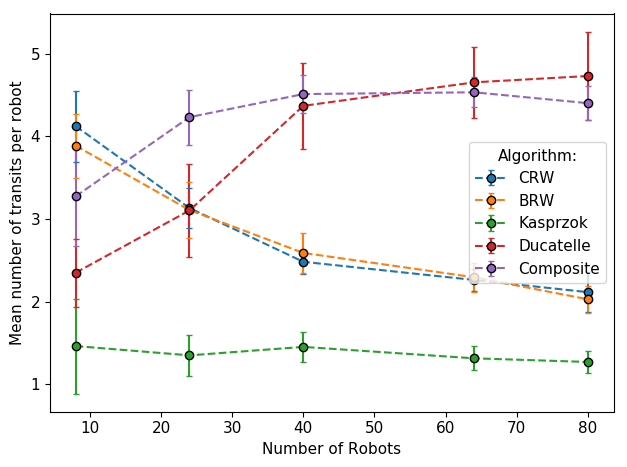 5
4
3
2
1
Mean number of transits per robot
Algorithm:
CRW
BRW
Kasprzok
Ducatelle
Composite
10 20 30 40 50 60 70 80
Number of Robots